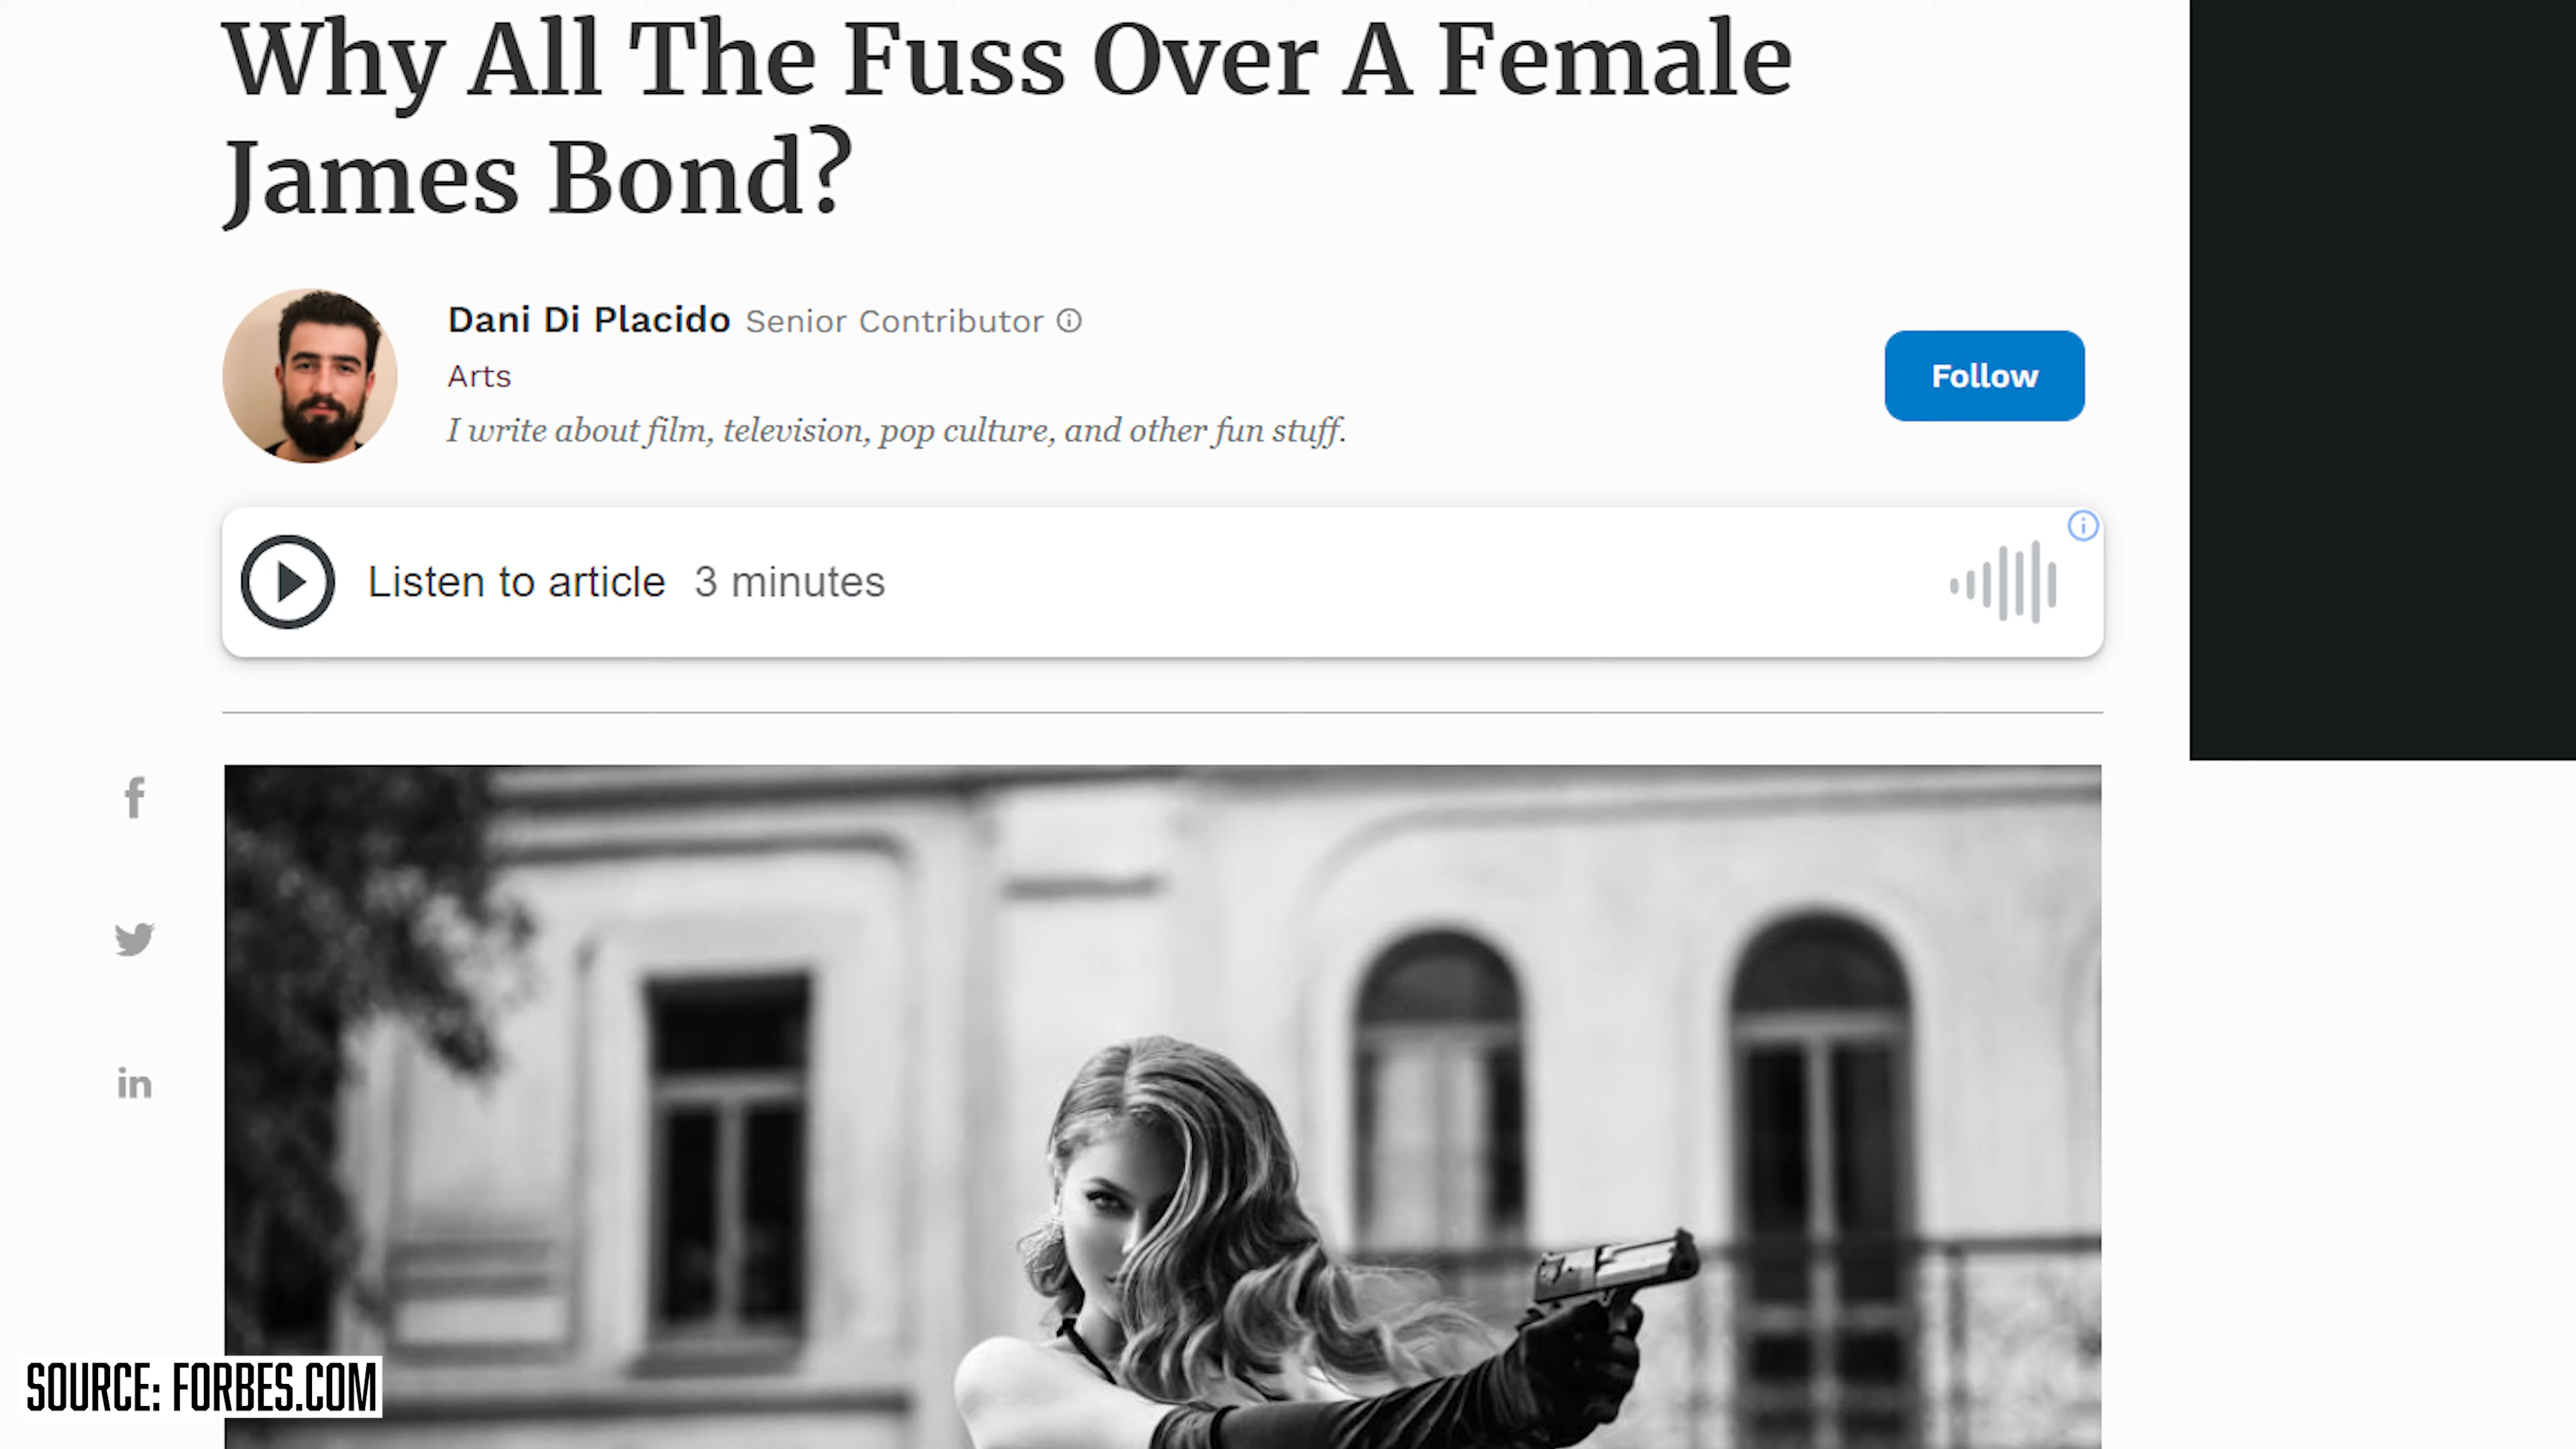 Why All The Fuss Over A Female
James Bond?
Dani Di Placido Senior Contributor
Arts
I write about film, television, pop culture, and other fun stuff.
Follow
Listen to article 3 minutes
f
in
SOURCE: FORBES.COM